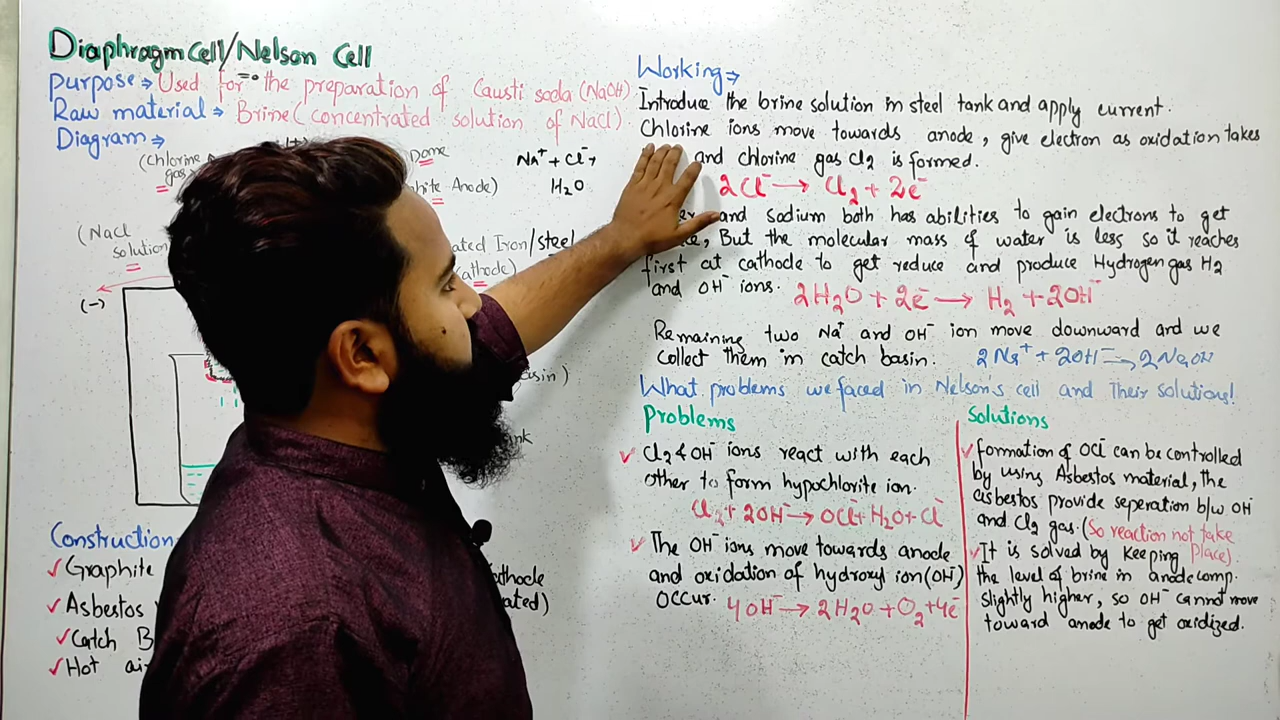 Diaphragm Cell/Nelson Cell
Purpose → Used for the preparation of Causti soda (NaOH)
Raw material → Brine (concentrated solution of NaCl)
Diagram →
(Chlorine
gas
Dome
Anode)
Na⁺ + Cl⁻ +
H₂O
(Nacl
solution
Iron/steel
(-)
Construction
✓ Graphite
✓ Asbestos
✓ Catch B
✓ Hot
Working →
Introduce the brine solution in steel tank and apply current.
Chlorine ions move towards anode, give electron as oxidation takes
and chlorine gas Cl₂ is formed.
2Cl⁻ → Cl₂ + 2e⁻
and sodium both has abilities to gain electrons to get
, But the molecular mass of water is less so it reaches
first at cathode to get reduce and produce Hydrogen gas H₂
and OH⁻ ions. 2H₂O + 2e⁻ → H₂ + 2OH⁻
Remaining two Na⁺ and OH⁻ ion move downward and we
collect them in catch basin. 2Na⁺ + 2OH⁻ → 2NaOH
What problems we faced in Nelson's cell and Their solutions!
Problems
✓ Cl₂ & OH⁻ ions react with each
other to form hypochlorite ion.
Cl₂ + 2OH⁻ → OCl⁻ + H₂O + Cl⁻
✓ The OH⁻ ions move towards anode
and oxidation of hydroxyl ion (OH⁻)
occur. 4OH⁻ → 2H₂O + O₂ + 4e⁻
Solutions
✓ Formation of OCl⁻ can be controlled
by using Asbestos material, the
asbestos provide seperation b/w OH⁻
and Cl₂ gas. (So reaction not take
✓ It is solved by keeping Place).
the level of brine in anode comp.
slightly higher, so OH⁻ cannot move
toward anode to get oxidized.